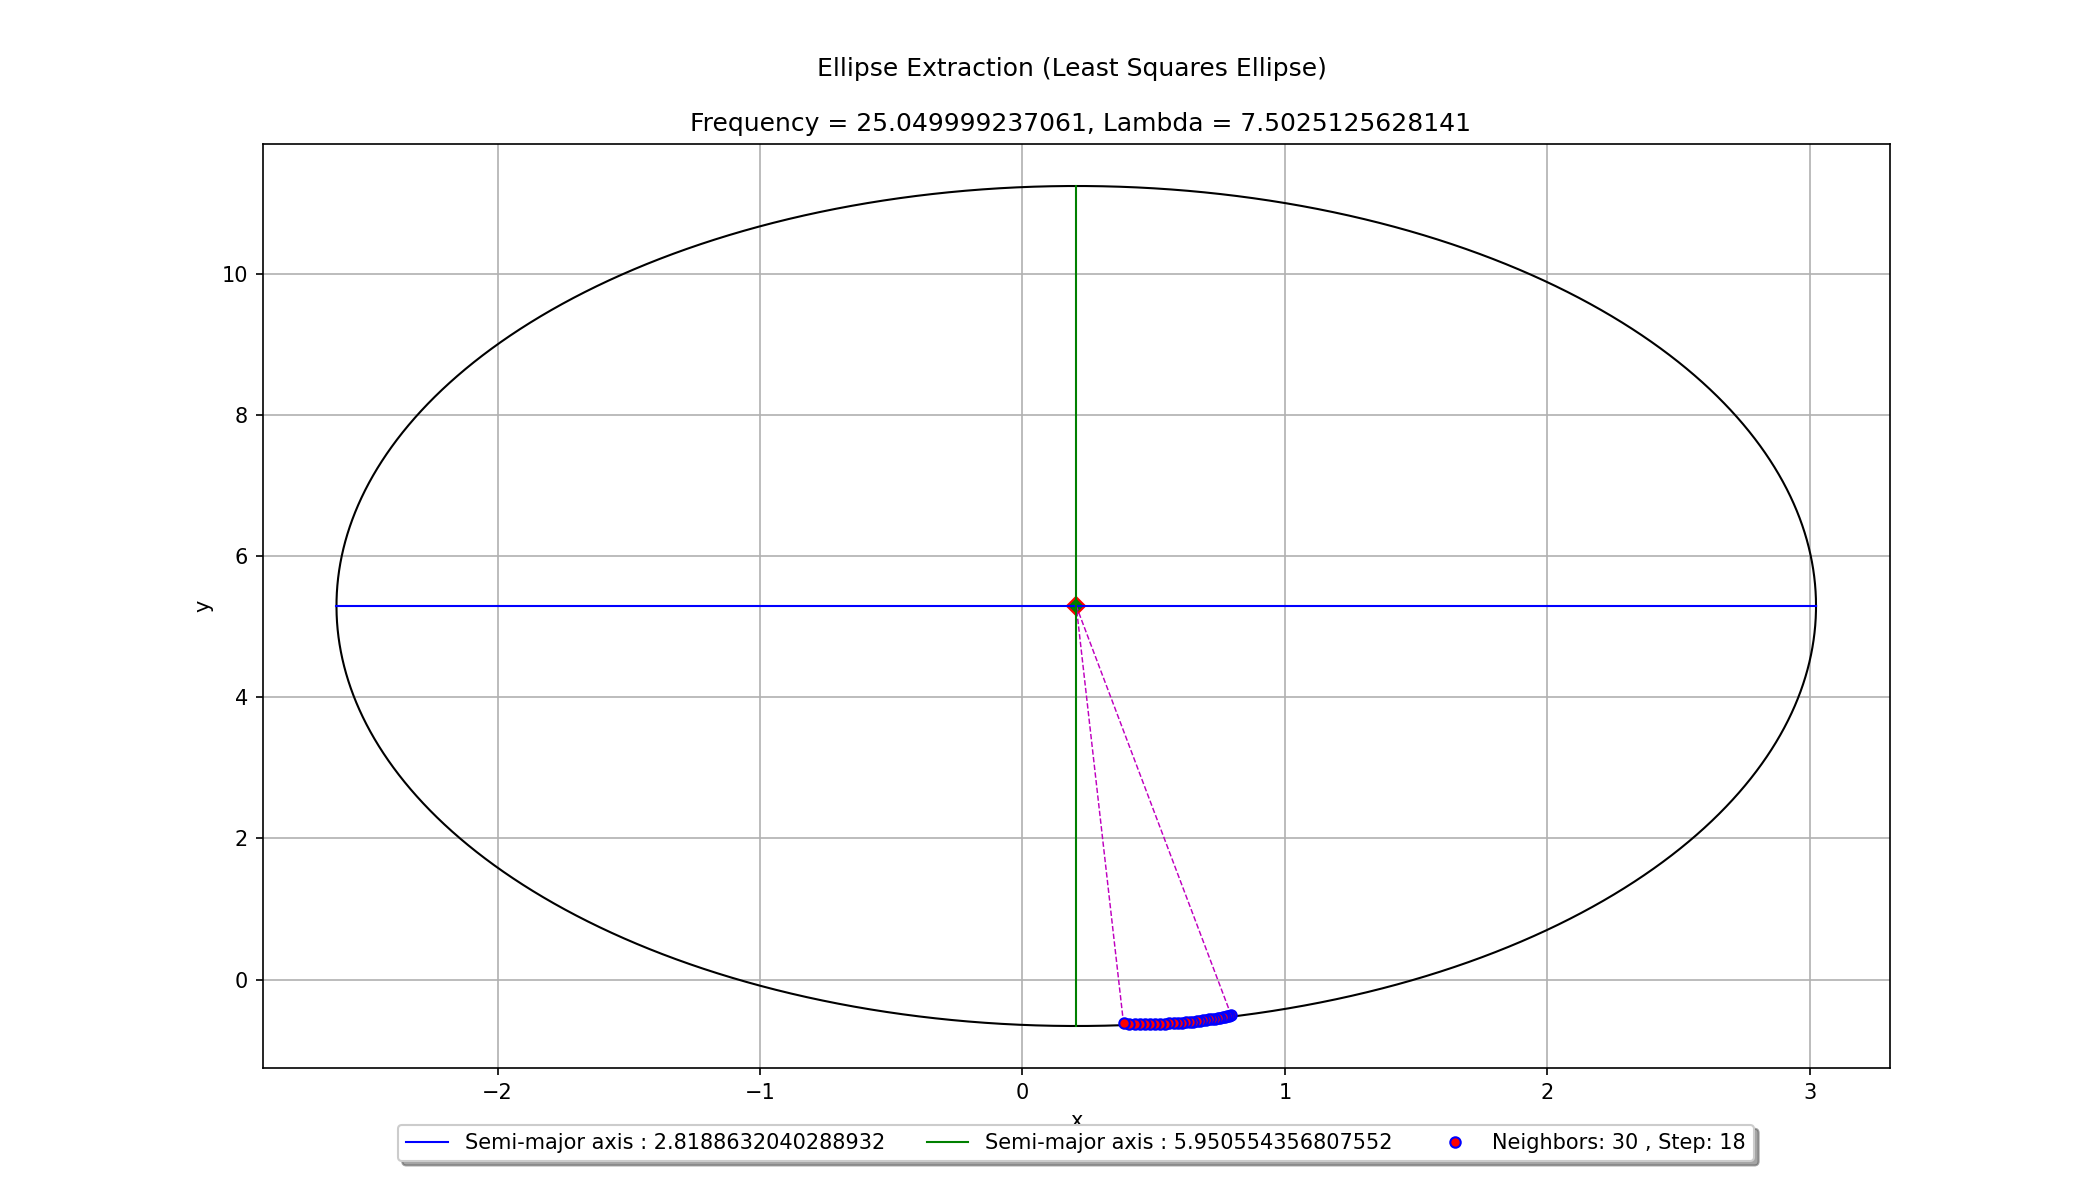 Ellipse Extraction (Least Squares Ellipse)
Frequency = 25.049999237061, Lambda = 7.5025125628141
10
8
6
4
2
0
y
−2 −1 0 1 2 3
x
Semi-major axis : 2.8188632040288932 Semi-major axis : 5.950554356807552 Neighbors: 30 , Step: 18